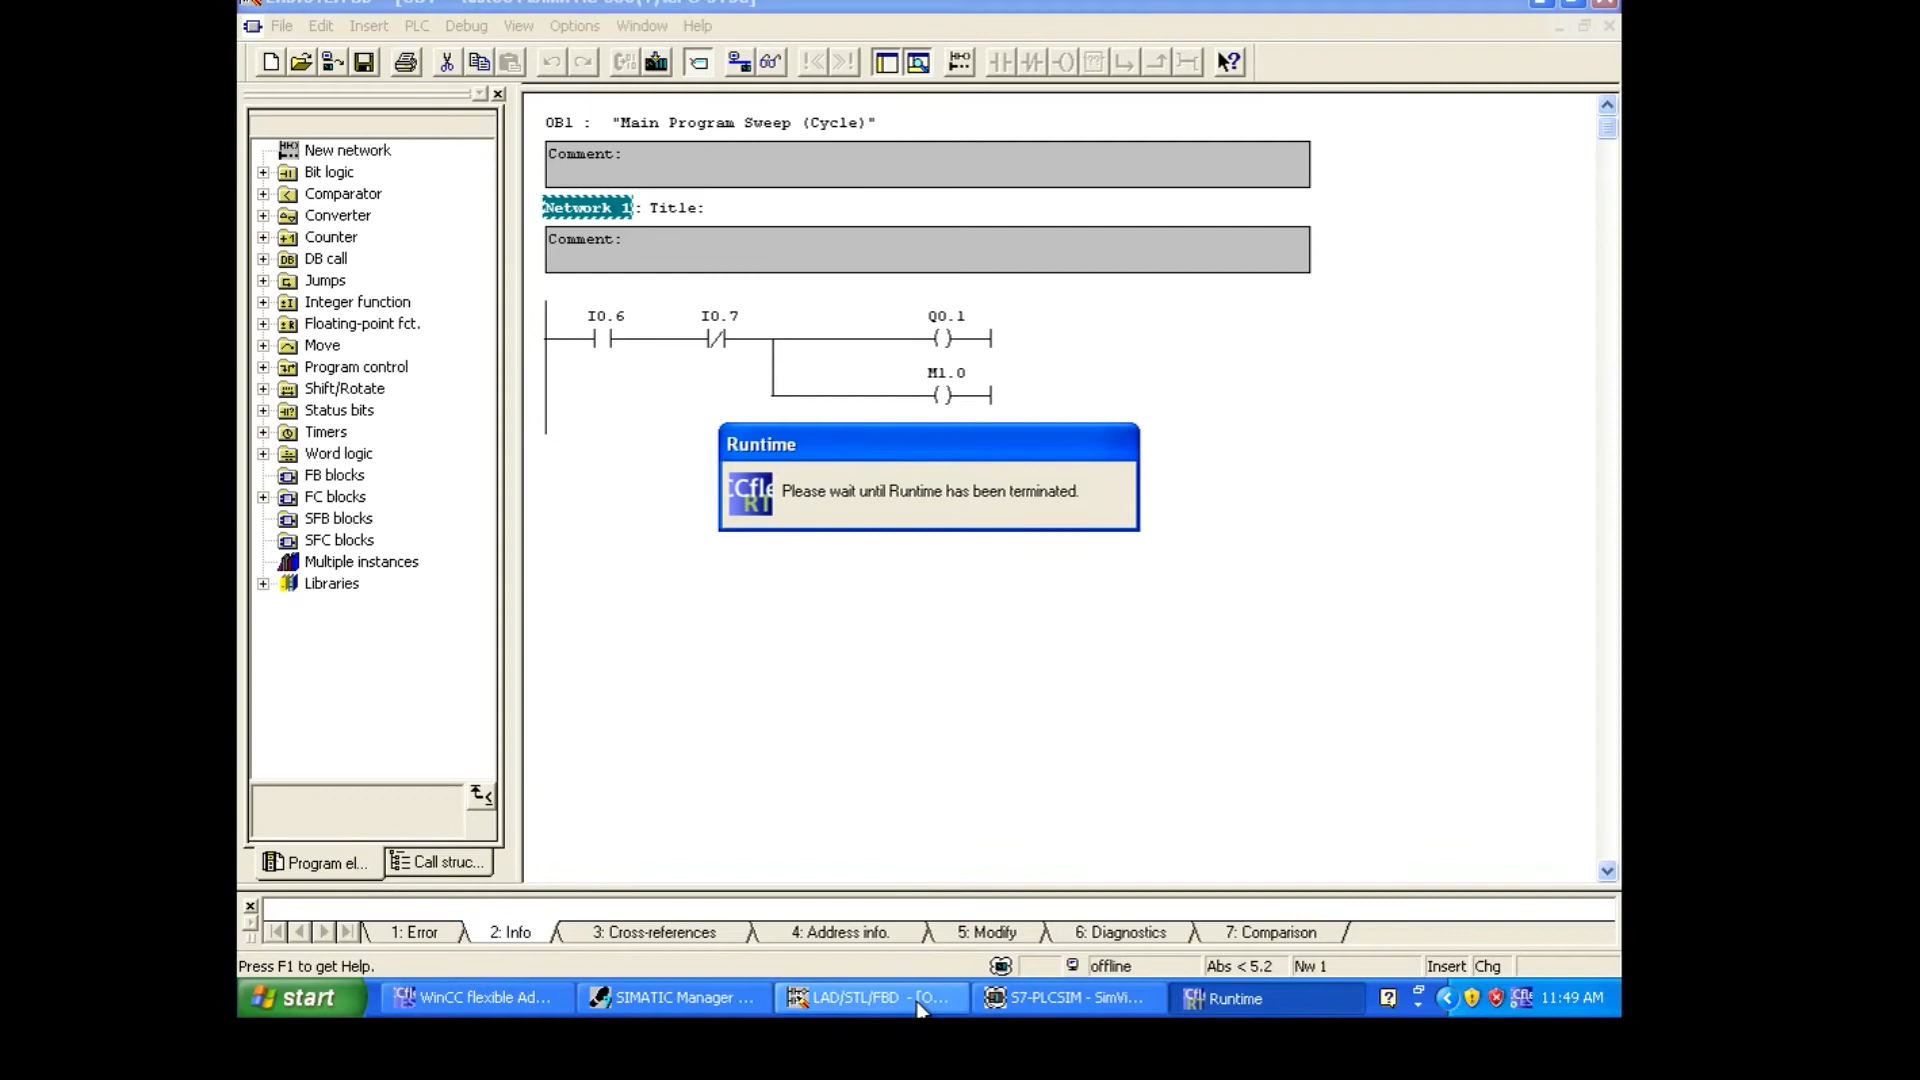 File Edit Insert PLC Debug View Options Window Help
New network
Bit logic
Comparator
Converter
Counter
DB call
Jumps
Integer function
Floating-point fct.
Move
Program control
Shift/Rotate
Status bits
Timers
Word logic
FB blocks
FC blocks
SFB blocks
SFC blocks
Multiple instances
Libraries
Program el... Call struc...
OB1 : "Main Program Sweep (Cycle)"
Comment:
Network 1: Title:
Comment:
I0.6 I0.7 Q0.1
M1.0
Runtime
Please wait until Runtime has been terminated.
1: Error 2: Info 3: Cross-references 4: Address info. 5: Modify 6: Diagnostics 7: Comparison
Press F1 to get Help. offline Abs < 5.2 Nw 1 Insert Chg
start WinCC flexible Ad... SIMATIC Manager ... LAD/STL/FBD - [O... S7-PLCSIM - SimVi... Runtime 11:49 AM